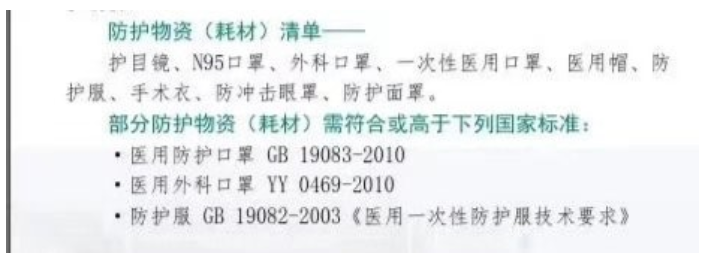 防护物资（耗材）清单——
护目镜、N95口罩、外科口罩、一次性医用口罩、医用帽、防
护服、手术衣、防冲击眼罩、防护面罩。
部分防护物资（耗材）需符合或高于下列国家标准：
·医用防护口罩 GB 19083-2010
·医用外科口罩 YY 0469-2010
·防护服 GB 19082-2003《医用一次性防护服技术要求》